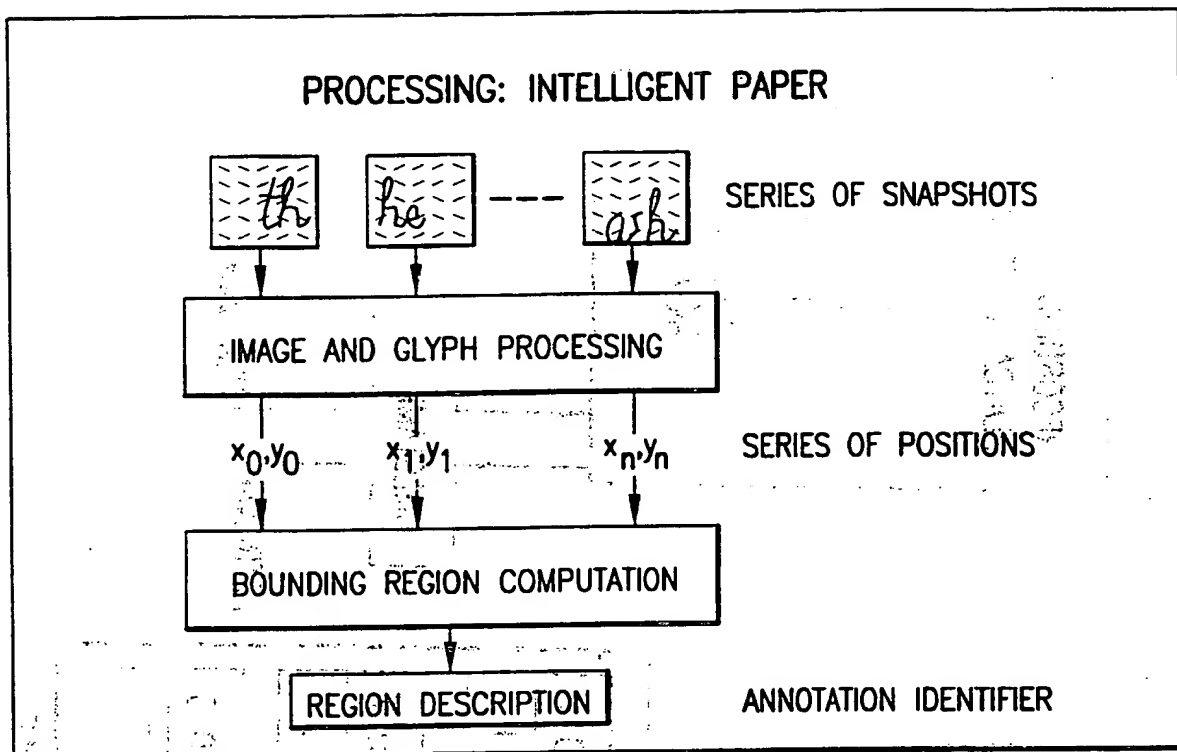 PROCESSING: INTELLIGENT PAPER
th he ash SERIES OF SNAPSHOTS
IMAGE AND GLYPH PROCESSING
x0,y0 x1,y1 xn,yn SERIES OF POSITIONS
BOUNDING REGION COMPUTATION
REGION DESCRIPTION ANNOTATION IDENTIFIER